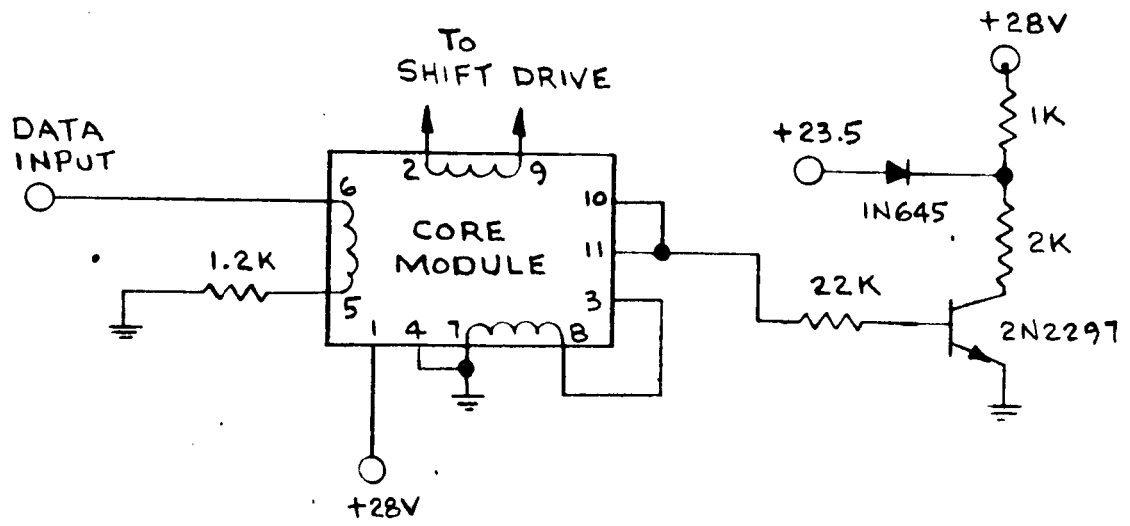 +28V
To
SHIFT DRIVE
1K
DATA
INPUT
+23.5
2
9
6
10
1N645
CORE
MODULE
11
2K
1.2K
3
22K
5
1
4
7
8
2N2297
+28V